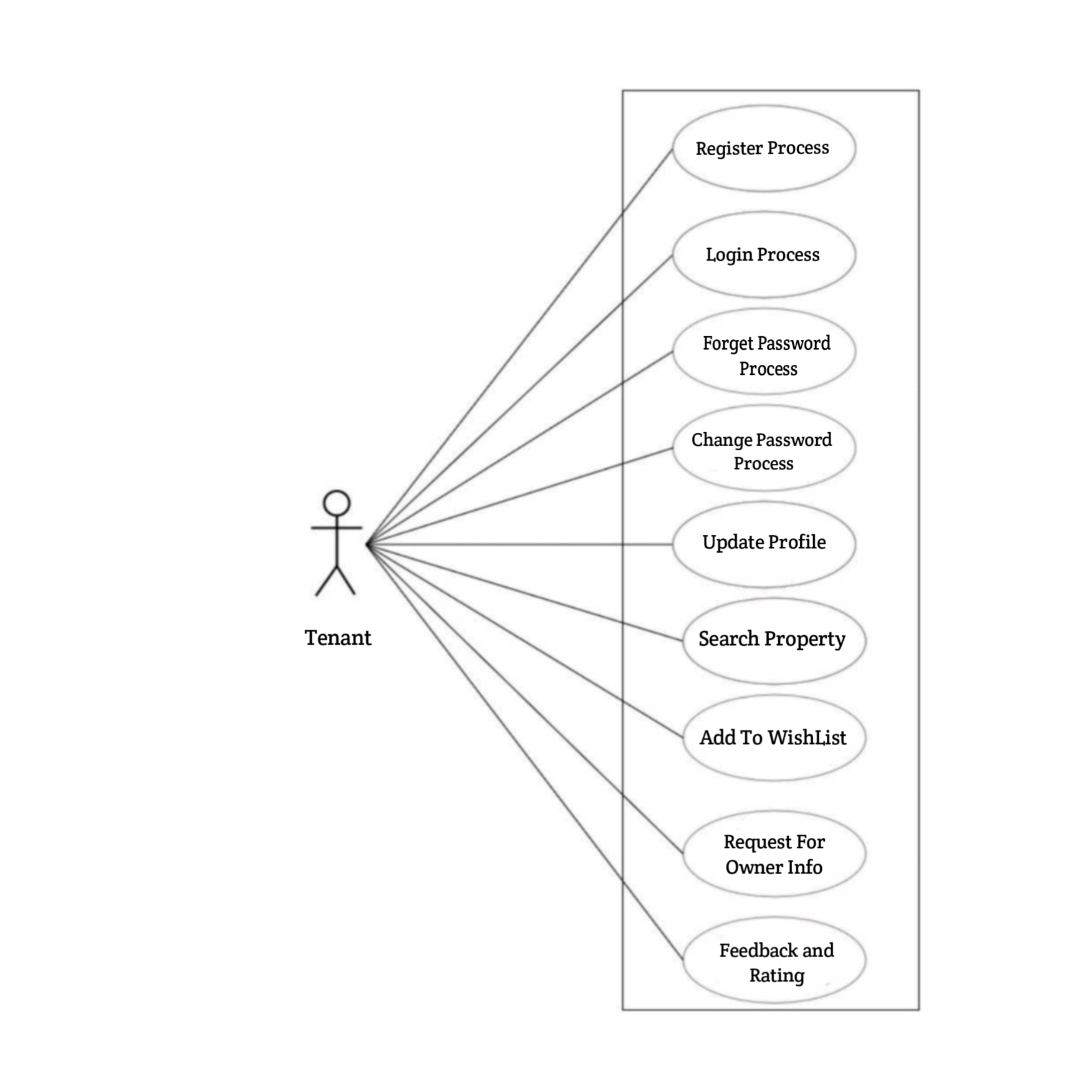 Register Process
Login Process
Forget Password
Process
Change Password
Process
Update Profile
Tenant
Search Property
Add To WishList
Request For
Owner Info
Feedback and
Rating